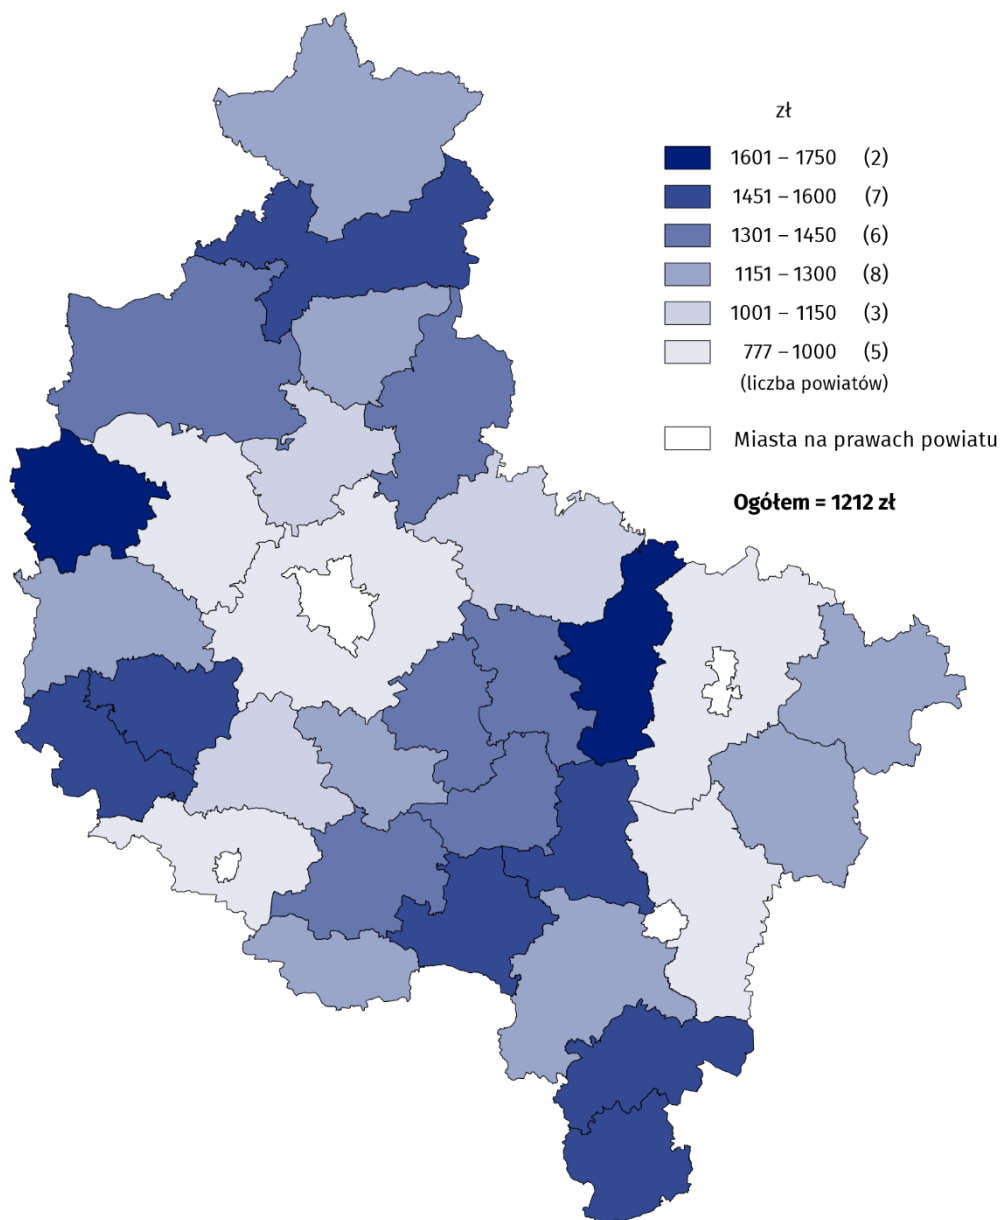 zł
1601 – 1750 (2)
1451 – 1600 (7)
1301 – 1450 (6)
1151 – 1300 (8)
1001 – 1150 (3)
777 – 1000 (5)
(liczba powiatów)
Miasta na prawach powiatu
Ogółem = 1212 zł